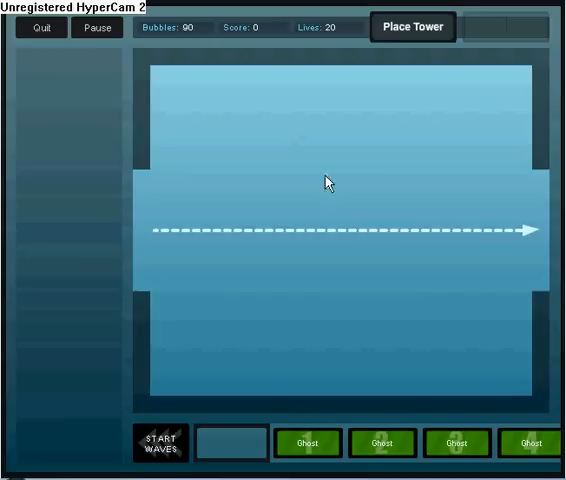 Unregistered HyperCam 2
Quit Pause Bubbles: 90 Score: 0 Lives: 20 Place Tower
START WAVES
1 Ghost
2 Ghost
3 Ghost
4 Ghost